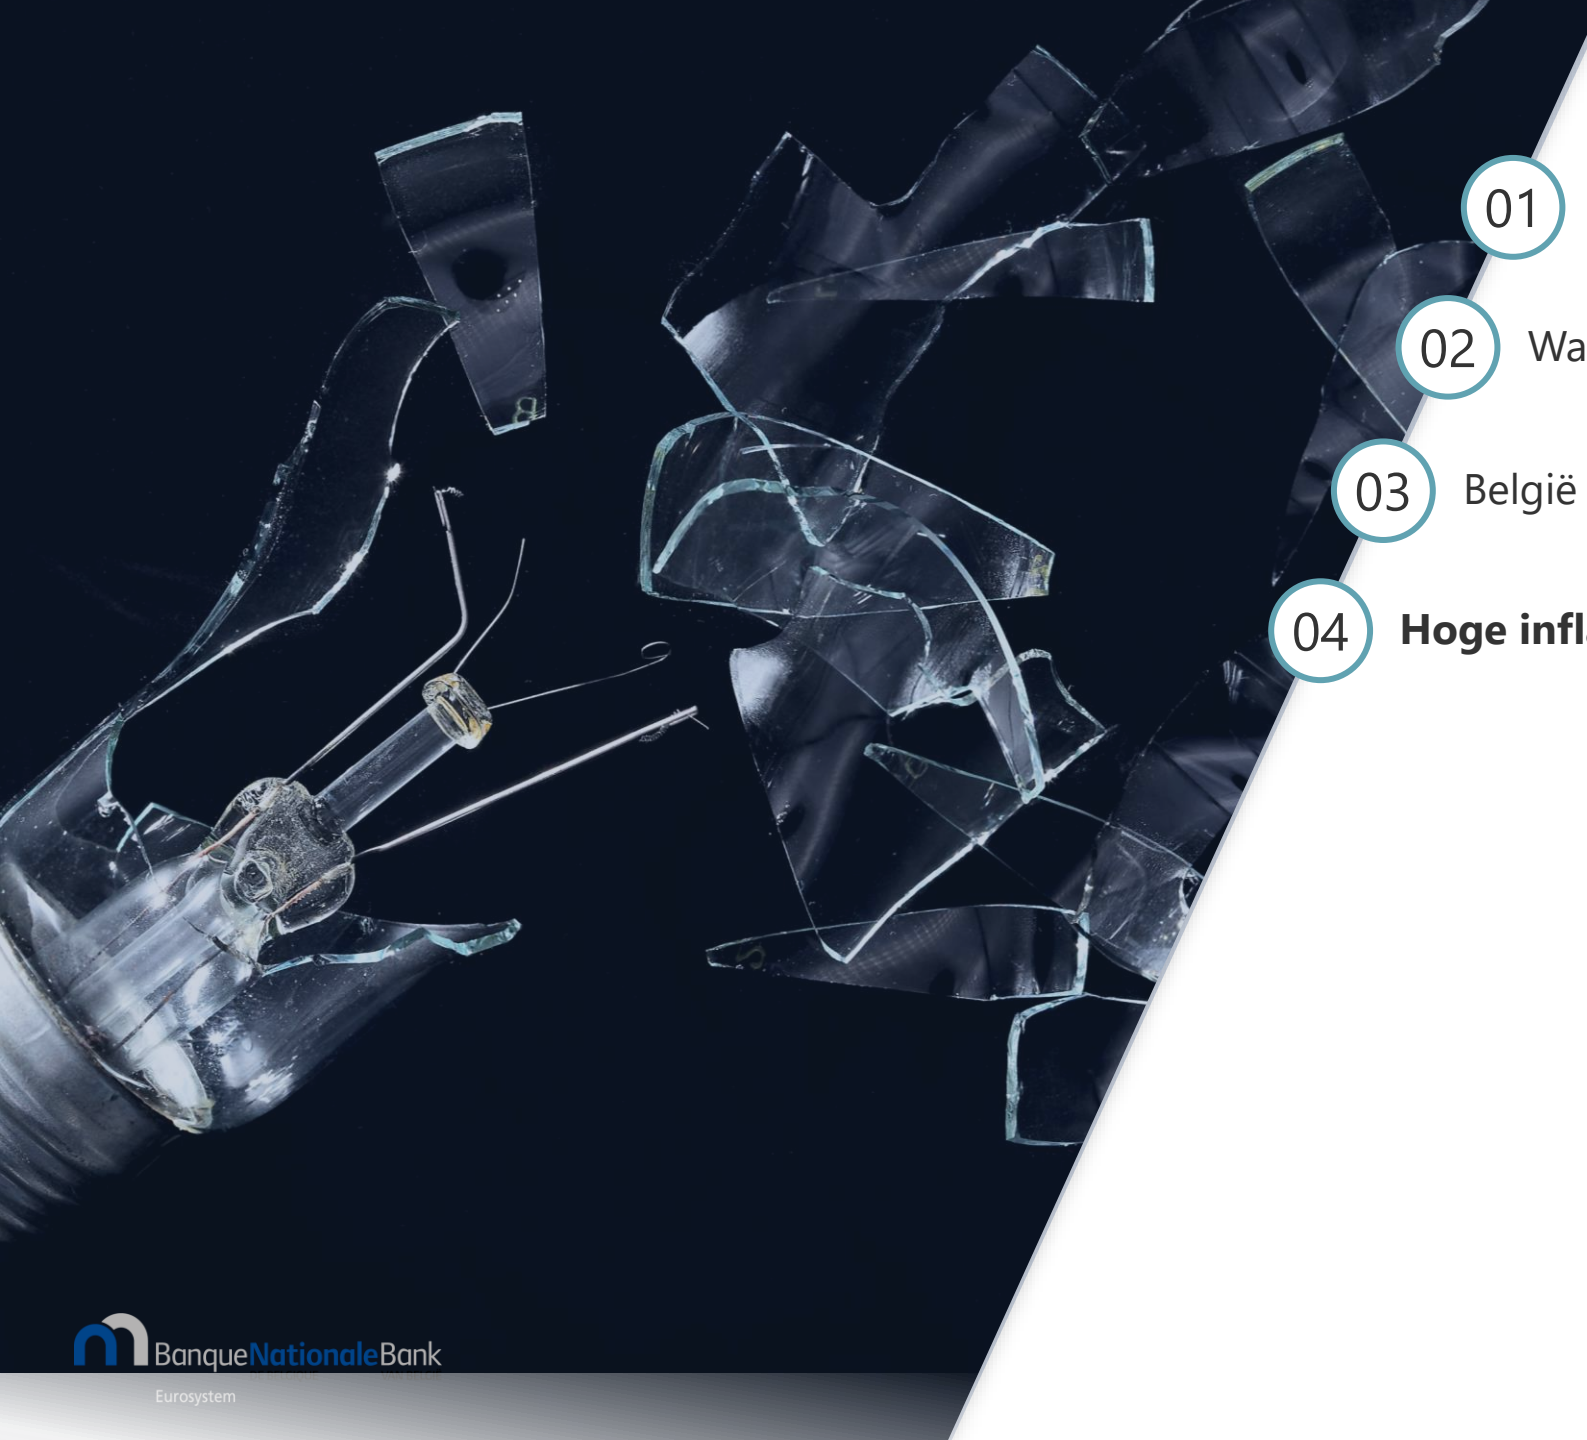 01
02 Wa
03 België
04 Hoge infl
BanqueNationaleBank
Eurosystem